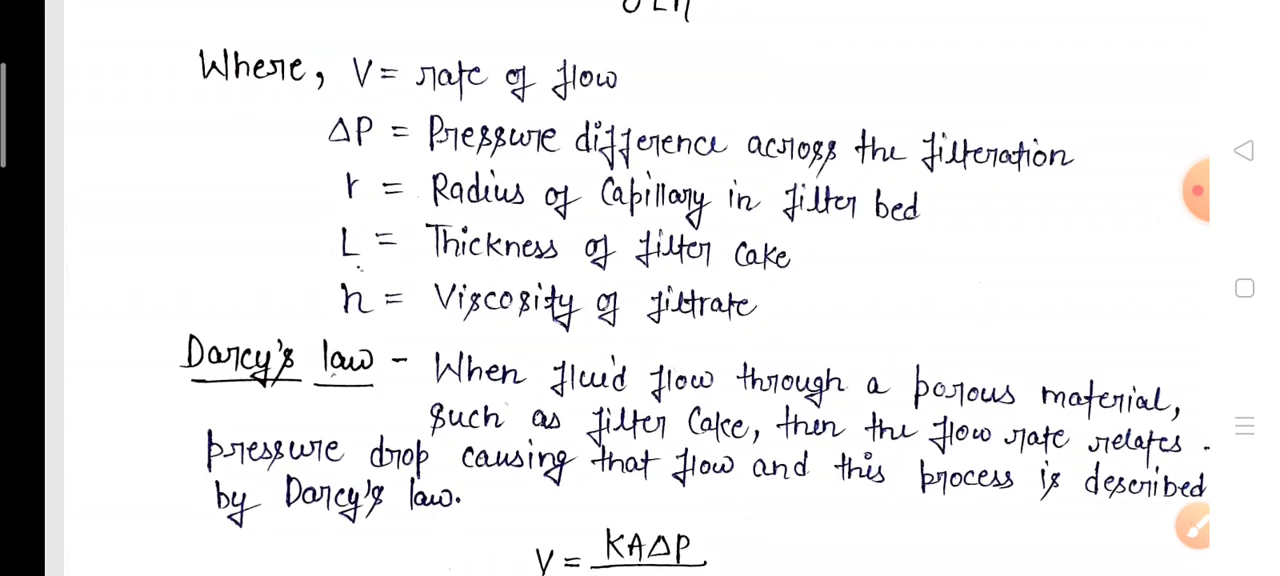 8Lη
Where, V = rate of flow
ΔP = Pressure difference across the filteration
r = Radius of Capillary in filter bed
L = Thickness of filter cake
η = Viscosity of filtrate
Darcy's law - When fluid flow through a porous material,
such as filter cake, then the flow rate relates.
pressure drop causing that flow and this process is described
by Darcy's law.
V = KAΔP